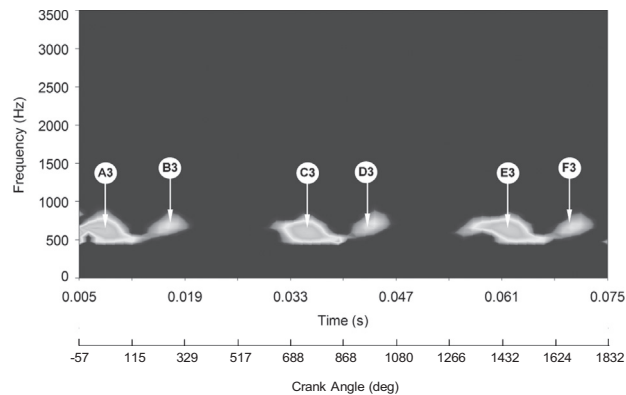 3500
3000
2500
2000
1500
1000
500
0
Frequency (Hz)
A3 B3 C3 D3 E3 F3
0.005 0.019 0.033 0.047 0.061 0.075
Time (s)
-57 115 329 517 688 868 1080 1266 1432 1624 1832
Crank Angle (deg)